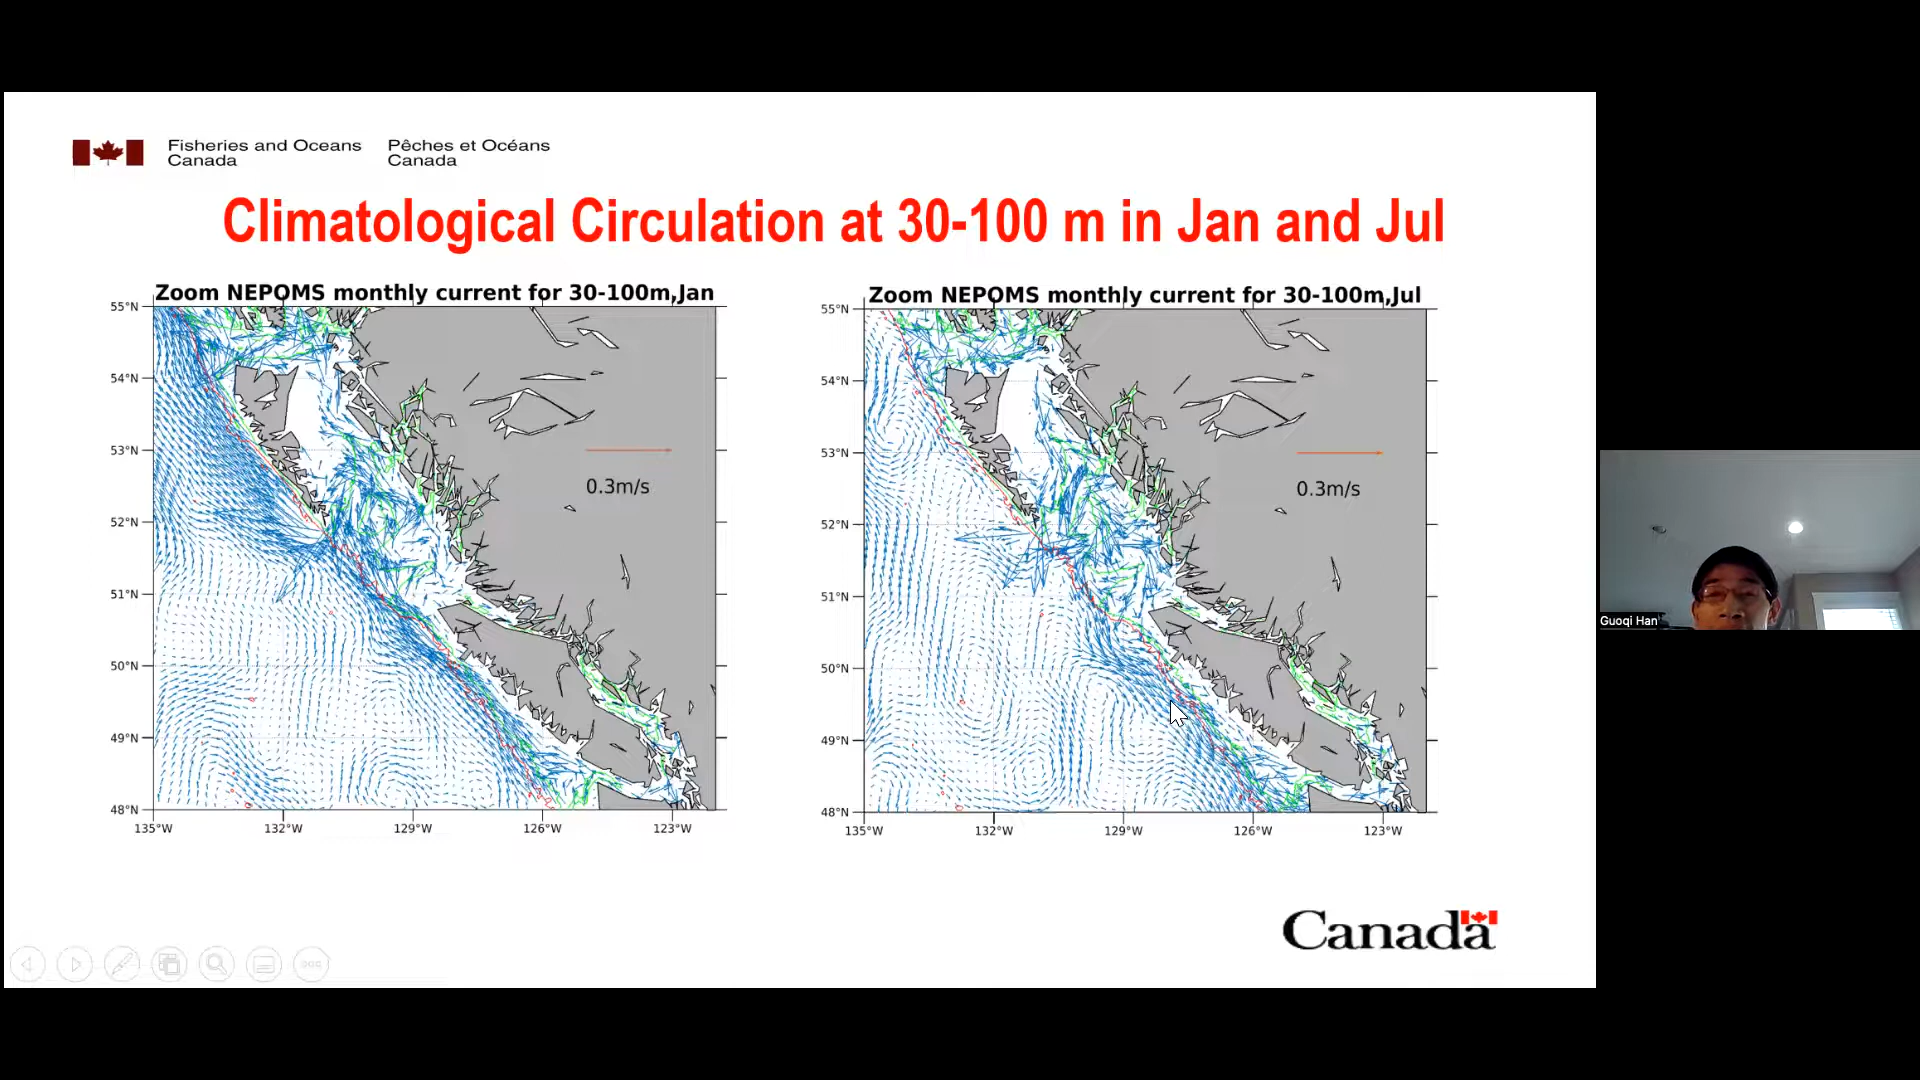 Fisheries and Oceans
Canada
Pêches et Océans
Canada
Climatological Circulation at 30-100 m in Jan and Jul
Zoom NEPOMS monthly current for 30-100m,Jan
55°N
54°N
53°N
52°N
51°N
50°N
49°N
48°N
135°W
132°W
129°W
126°W
123°W
0.3m/s
Zoom NEPOMS monthly current for 30-100m,Jul
55°N
54°N
53°N
52°N
51°N
50°N
49°N
48°N
135°W
132°W
129°W
126°W
123°W
0.3m/s
Guoqi Han
Canada